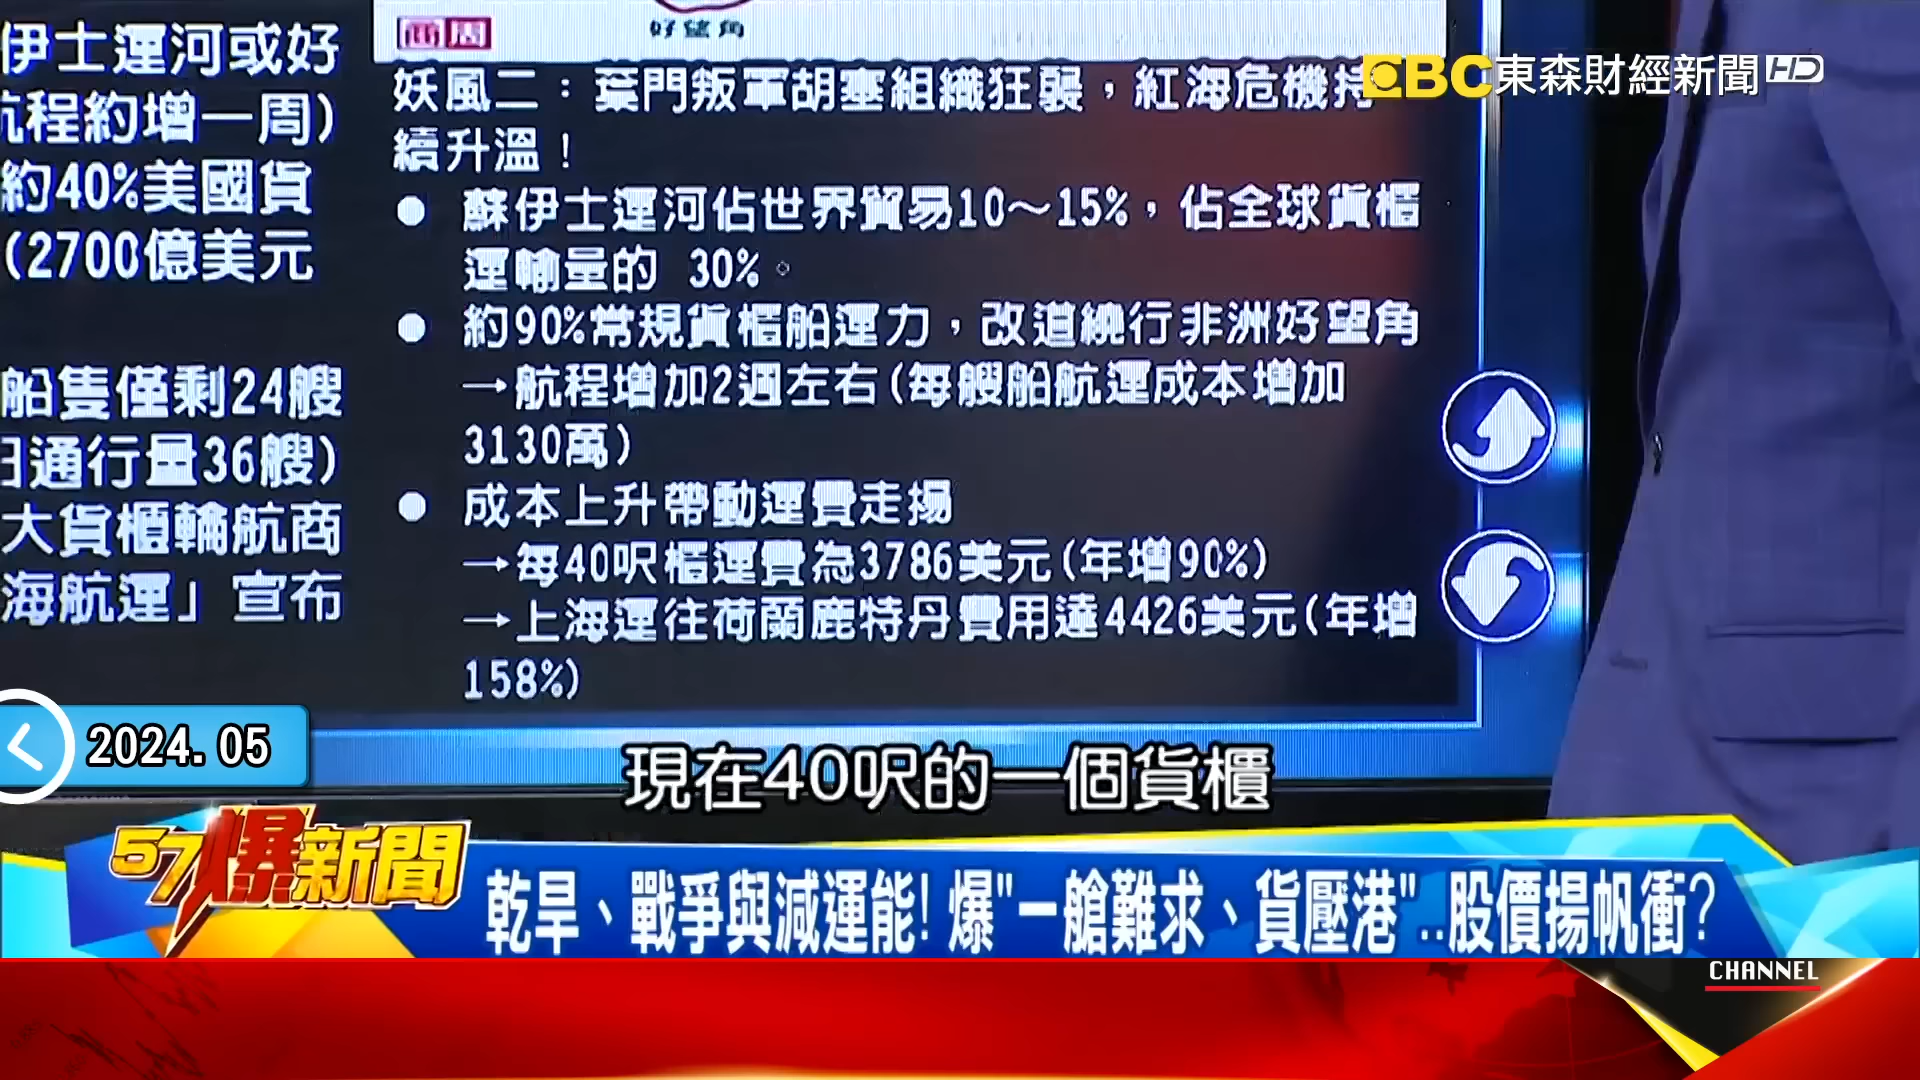 伊士運河或好
航程約增一周)
約40%美國貨
(2700億美元
船隻僅剩24艘
日通行量36艘)
大貨櫃輪航商
海航運」宣布
商周
好望角
妖風二：葉門叛軍胡塞組織狂襲，紅海危機持
續升溫！
● 蘇伊士運河佔世界貿易10～15%，佔全球貨櫃
運輸量的 30%。
● 約90%常規貨櫃船運力，改道繞行非洲好望角
→航程增加2週左右(每艘船航運成本增加
3130萬)
● 成本上升帶動運費走揚
→每40呎櫃運費為3786美元(年增90%)
→上海運往荷蘭鹿特丹費用達4426美元(年增
158%)
EBC東森財經新聞HD
2024.05
現在40呎的一個貨櫃
57爆新聞
乾旱、戰爭與減運能!爆"一艙難求、貨壓港"..股價揚帆衝?
CHANNEL